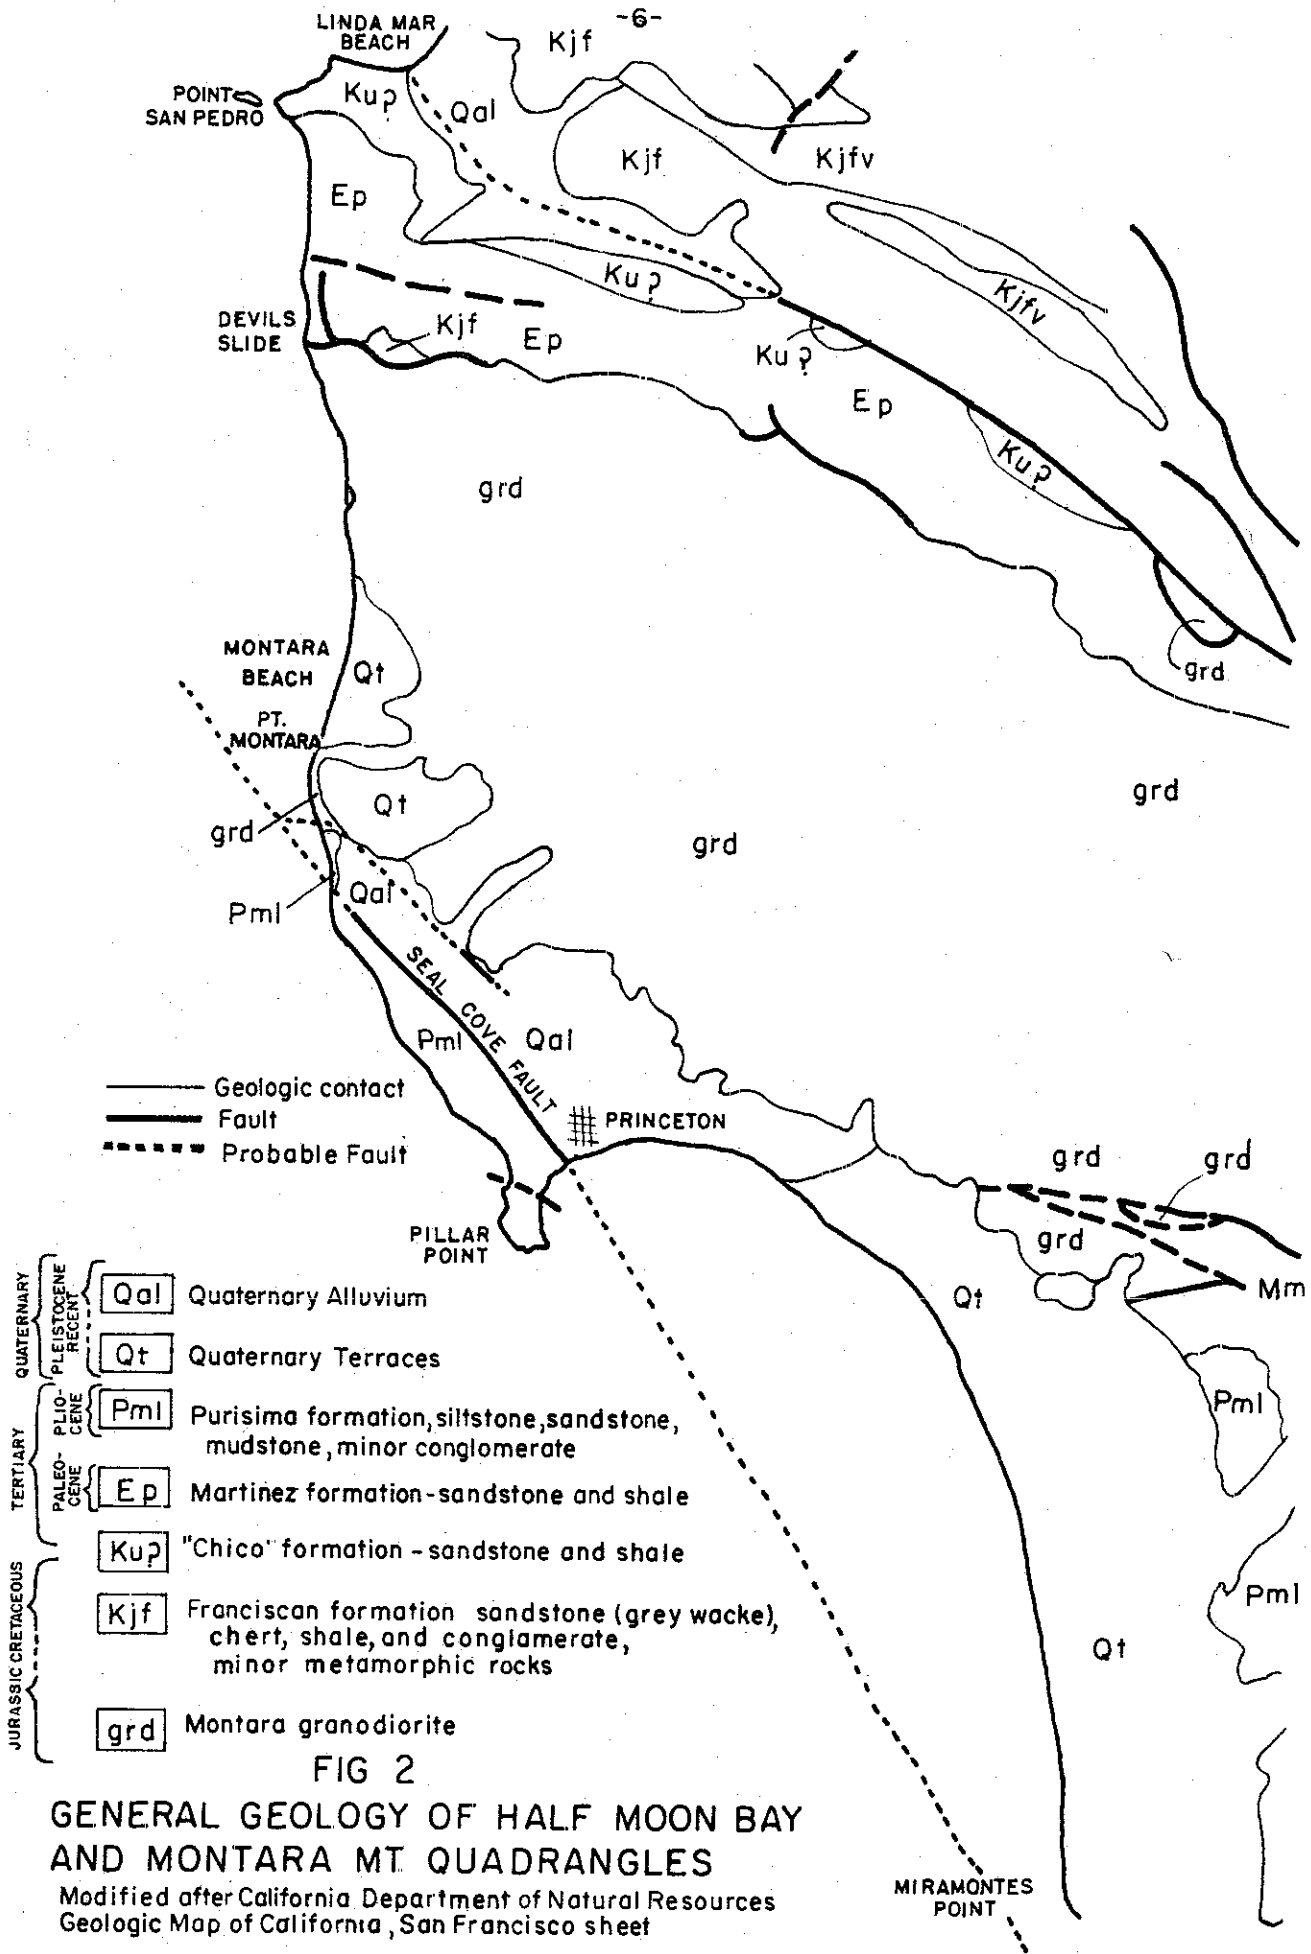 -6-
LINDA MAR
BEACH
Kjf
POINT
SAN PEDRO
Ku?
Qal
Kjf
Kjfv
Ep
Ku?
Kjfv
DEVILS
SLIDE
Kjf
Ep
Ku?
Ep
Ku?
grd
grd
MONTARA
BEACH
Qt
PT.
MONTARA
Qt
grd
grd
grd
Pml
Qal
SEAL COVE FAULT
Pml
Qal
Geologic contact
Fault
Probable Fault
PRINCETON
grd
grd
grd
PILLAR
POINT
Qt
Mm
Pml
Pml
Qt
QUATERNARY
PLEISTOCENE
RECENT
Qal Quaternary Alluvium
Qt Quaternary Terraces
TERTIARY
PLIO-
CENE
Pml Purisima formation, siltstone, sandstone,
mudstone, minor conglomerate
PALEO-
CENE
Ep Martinez formation-sandstone and shale
Ku? "Chico" formation - sandstone and shale
JURASSIC CRETACEOUS
Kjf Franciscan formation sandstone (grey wacke),
chert, shale, and conglamerate,
minor metamorphic rocks
grd Montara granodiorite
FIG 2
GENERAL GEOLOGY OF HALF MOON BAY
AND MONTARA MT. QUADRANGLES
Modified after California Department of Natural Resources
Geologic Map of California, San Francisco sheet
MIRAMONTES
POINT